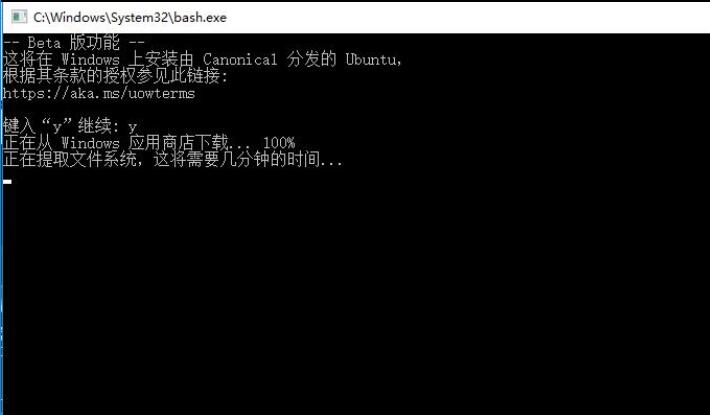 C:\Windows\System32\bash.exe
-- Beta 版功能 --
这将在 Windows 上安装由 Canonical 分发的 Ubuntu，
根据其条款的授权参见此链接:
https://aka.ms/uowterms
键入“y”继续: y
正在从 Windows 应用商店下载... 100%
正在提取文件系统，这将需要几分钟的时间...